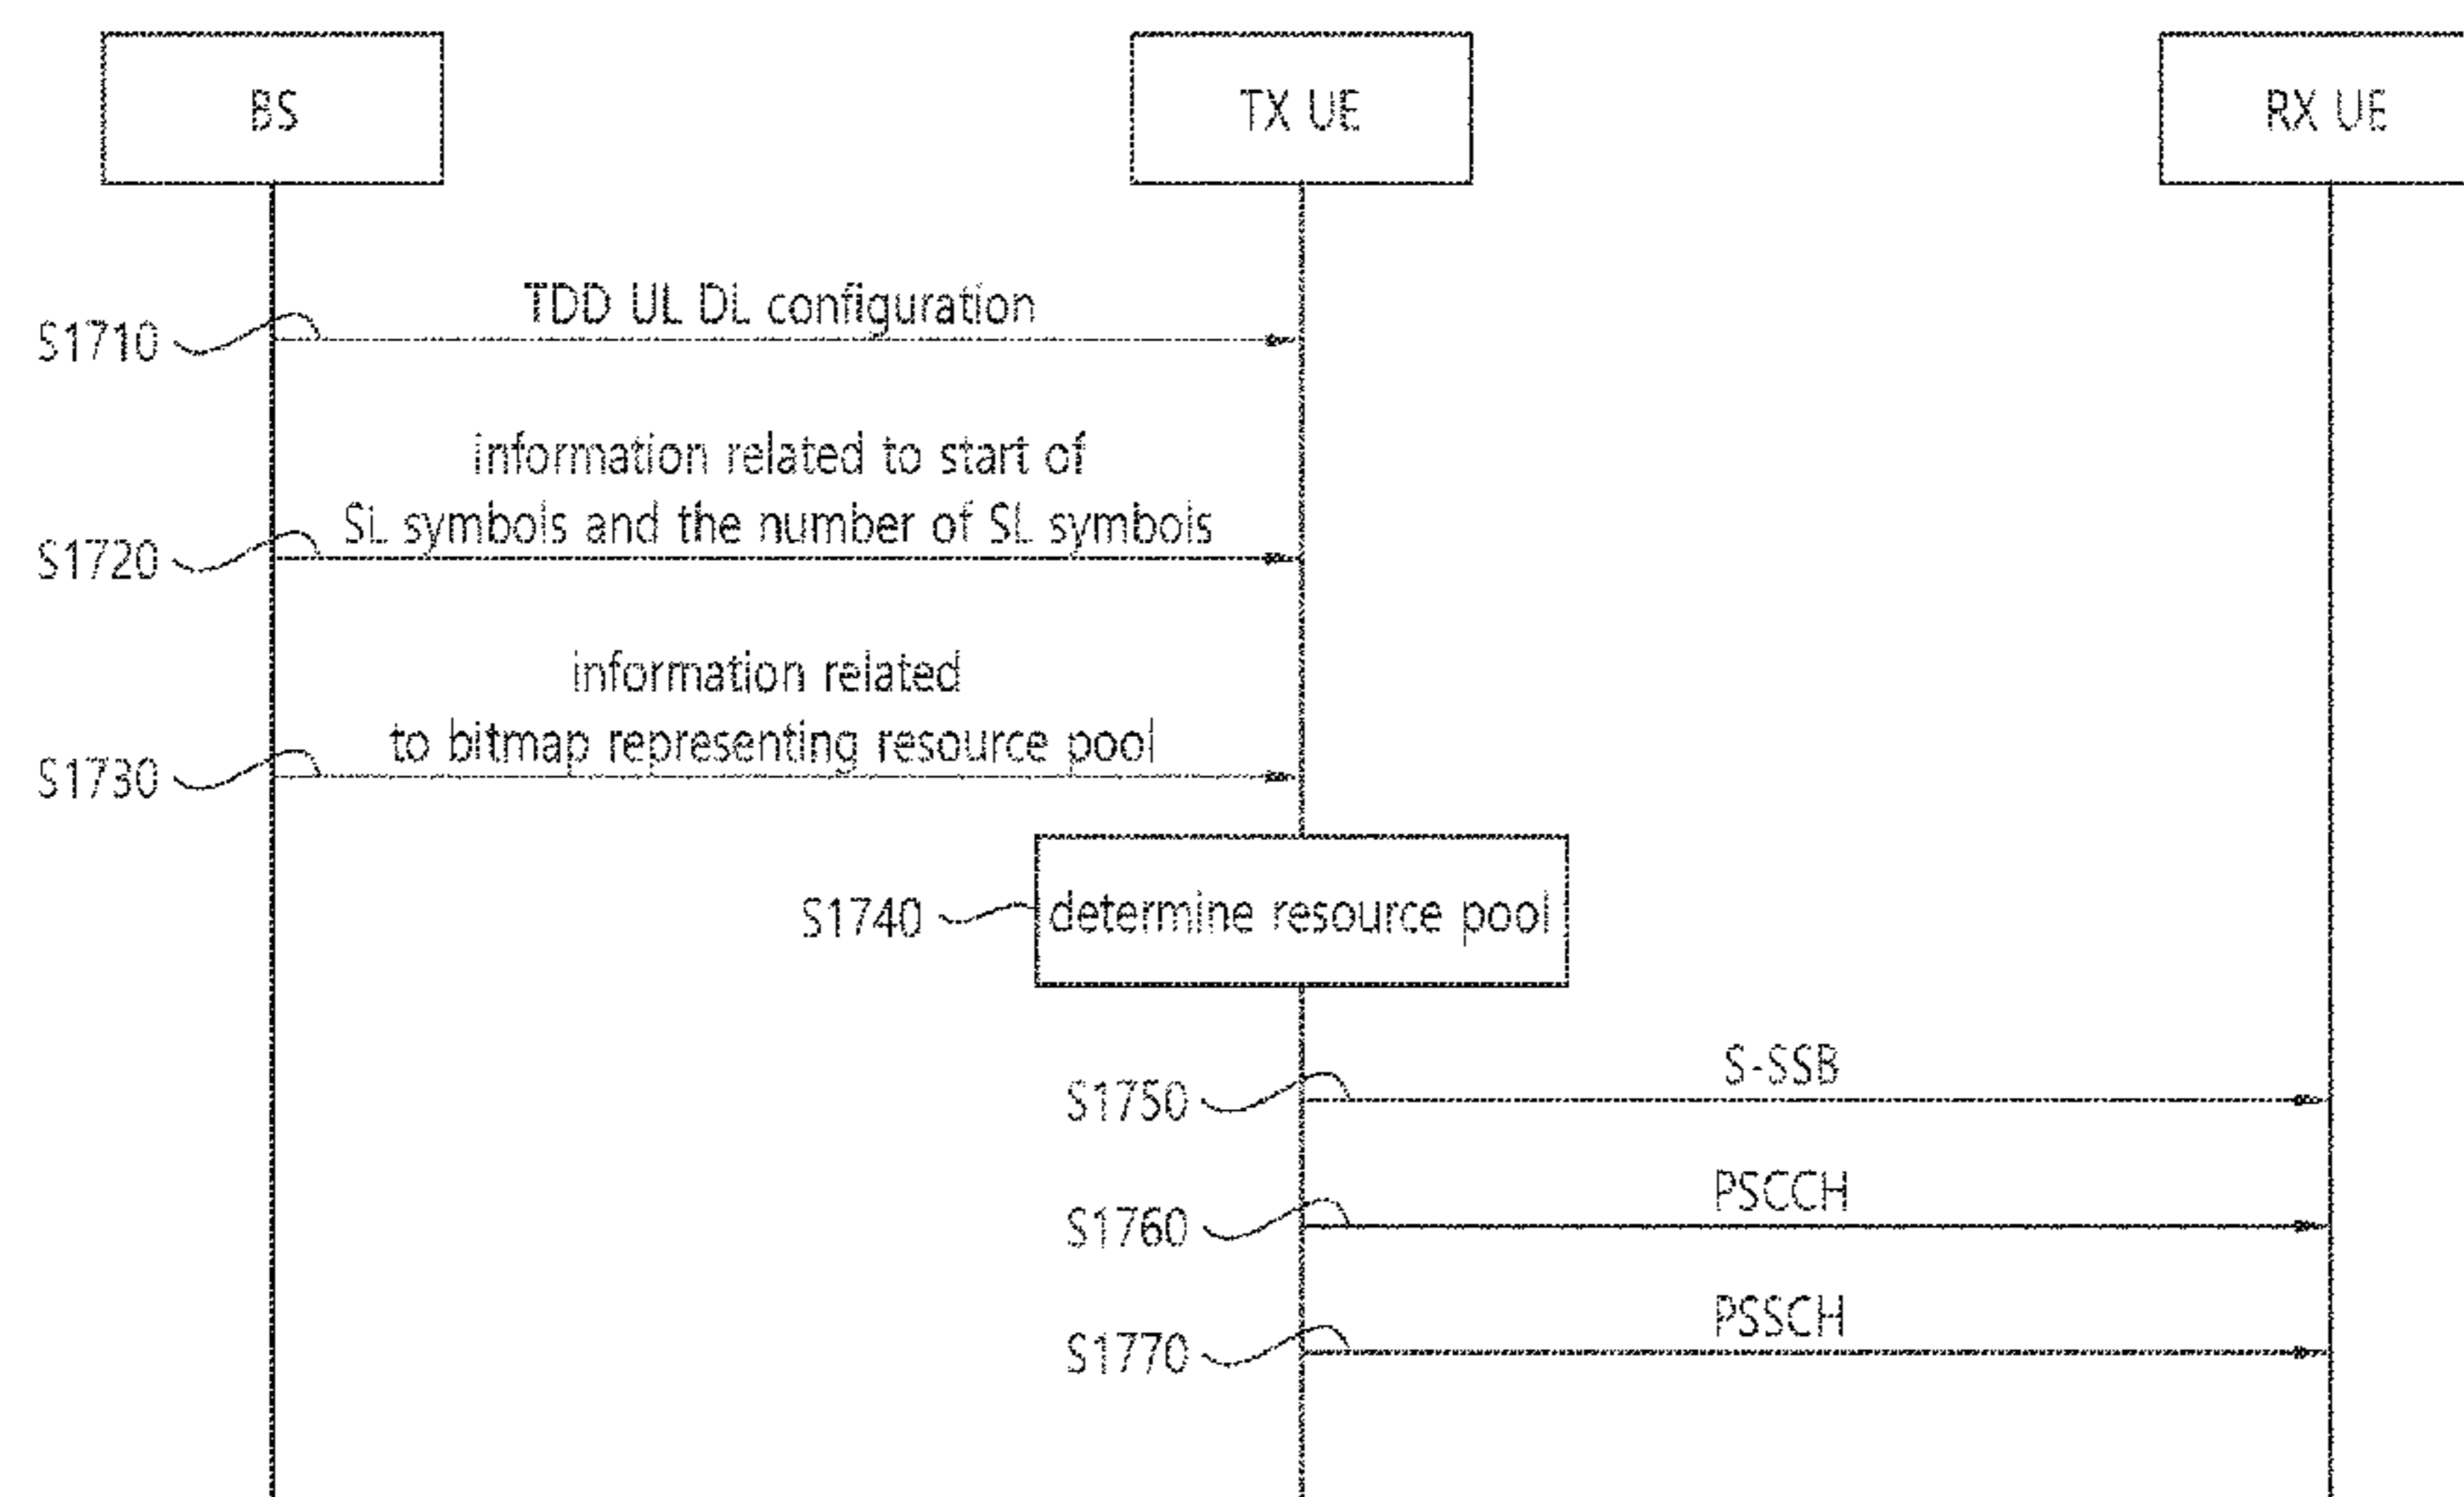 BS
TX UE
RX UE
TDD UL DL configuration
S1710
information related to start of
SL symbols and the number of SL symbols
S1720
information related
to bitmap representing resource pool
S1730
determine resource pool
S1740
S-SSB
S1750
PSCCH
S1760
PSSCH
S1770